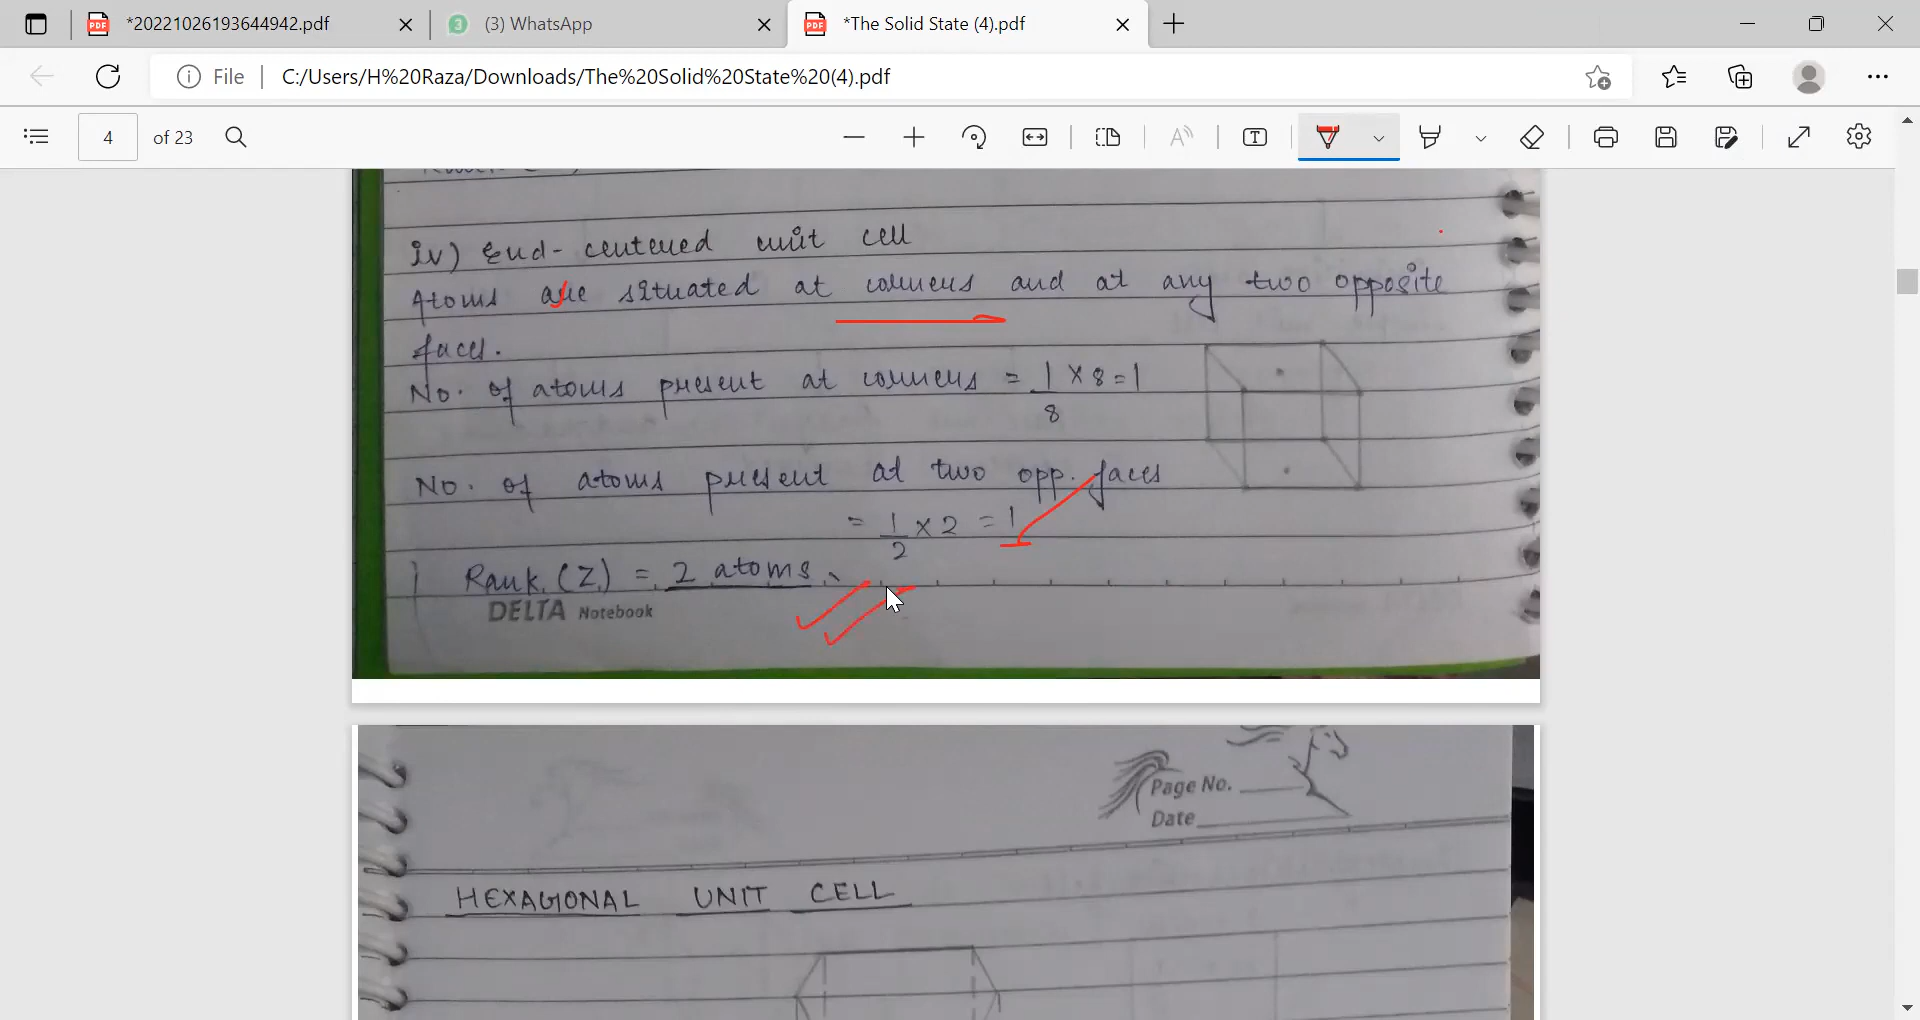 *20221026193644942.pdf
(3) WhatsApp
*The Solid State (4).pdf
File
C:/Users/H%20Raza/Downloads/The%20Solid%20State%20(4).pdf
4 of 23
iv) End-centered unit cell
Atoms are situated at corners and at any two opposite
faces.
No. of atoms present at corners = 1/8 × 8 = 1
No. of atoms present at two opp. faces
= 1/2 × 2 = 1
Rank (Z) = 2 atoms
DELTA Notebook
Page No.
Date
HEXAGONAL UNIT CELL